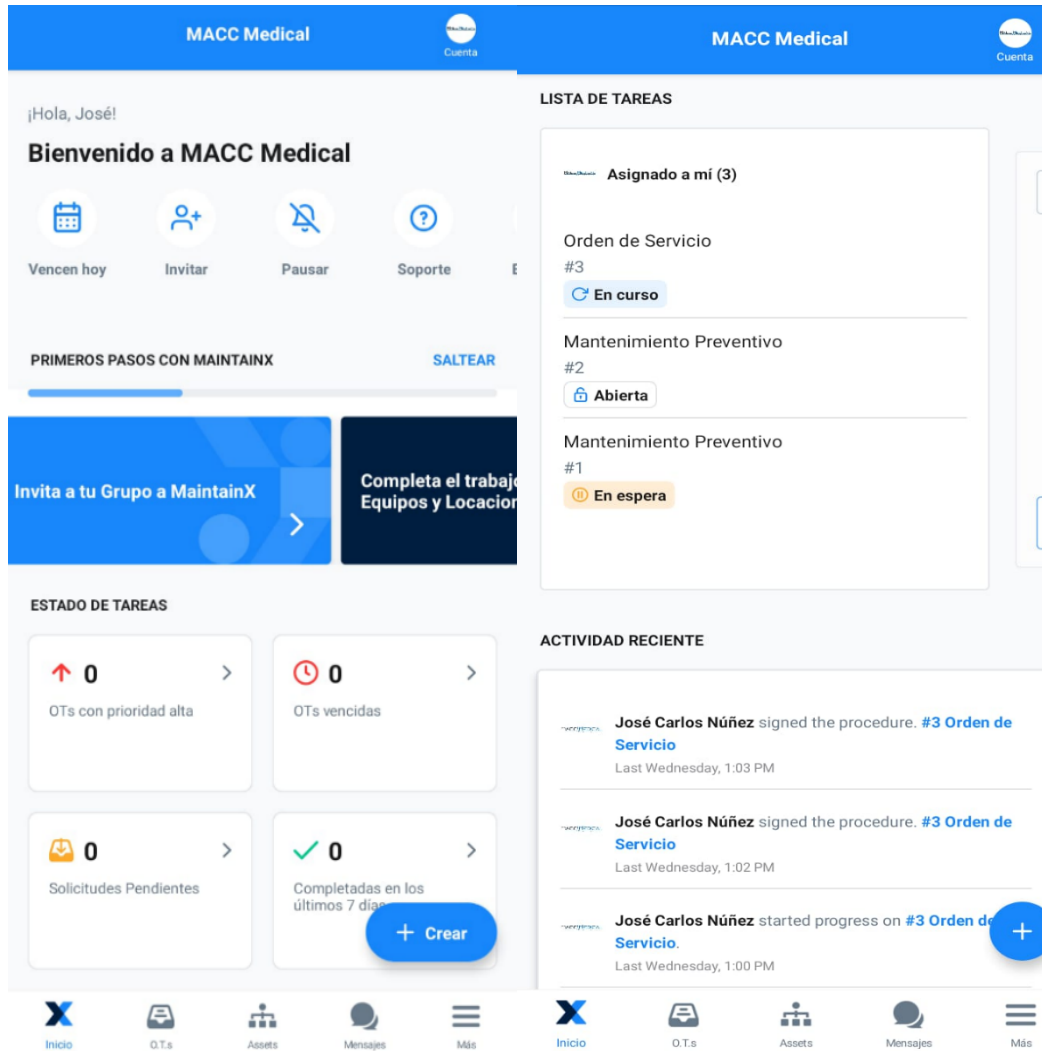 MACC Medical
Cuenta
¡Hola, José!
Bienvenido a MACC Medical
Vencen hoy
Invitar
Pausar
Soporte
PRIMEROS PASOS CON MAINTAINX
SALTEAR
Invita a tu Grupo a MaintainX
Completa el trabajo
Equipos y Locacion
ESTADO DE TAREAS
0
OTs con prioridad alta
0
OTs vencidas
0
Solicitudes Pendientes
0
Completadas en los
últimos 7 días
+ Crear
Inicio
O.T.s
Assets
Mensajes
Más
MACC Medical
Cuenta
LISTA DE TAREAS
Asignado a mí (3)
Orden de Servicio
#3
En curso
Mantenimiento Preventivo
#2
Abierta
Mantenimiento Preventivo
#1
En espera
ACTIVIDAD RECIENTE
José Carlos Núñez signed the procedure. #3 Orden de
Servicio
Last Wednesday, 1:03 PM
José Carlos Núñez signed the procedure. #3 Orden de
Servicio
Last Wednesday, 1:02 PM
José Carlos Núñez started progress on #3 Orden de
Servicio.
Last Wednesday, 1:00 PM
+
Inicio
O.T.s
Assets
Mensajes
Más